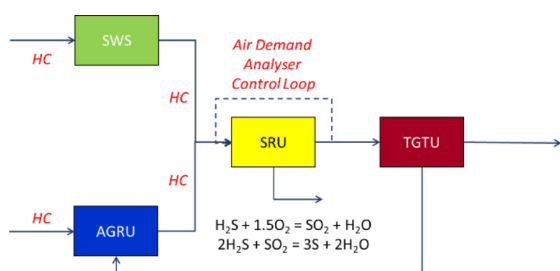 SWS
HC
Air Demand
Analyser
Control Loop
HC
SRU
TGTU
HC
HC
AGRU
H₂S + 1.5O₂ = SO₂ + H₂O
2H₂S + SO₂ = 3S + 2H₂O